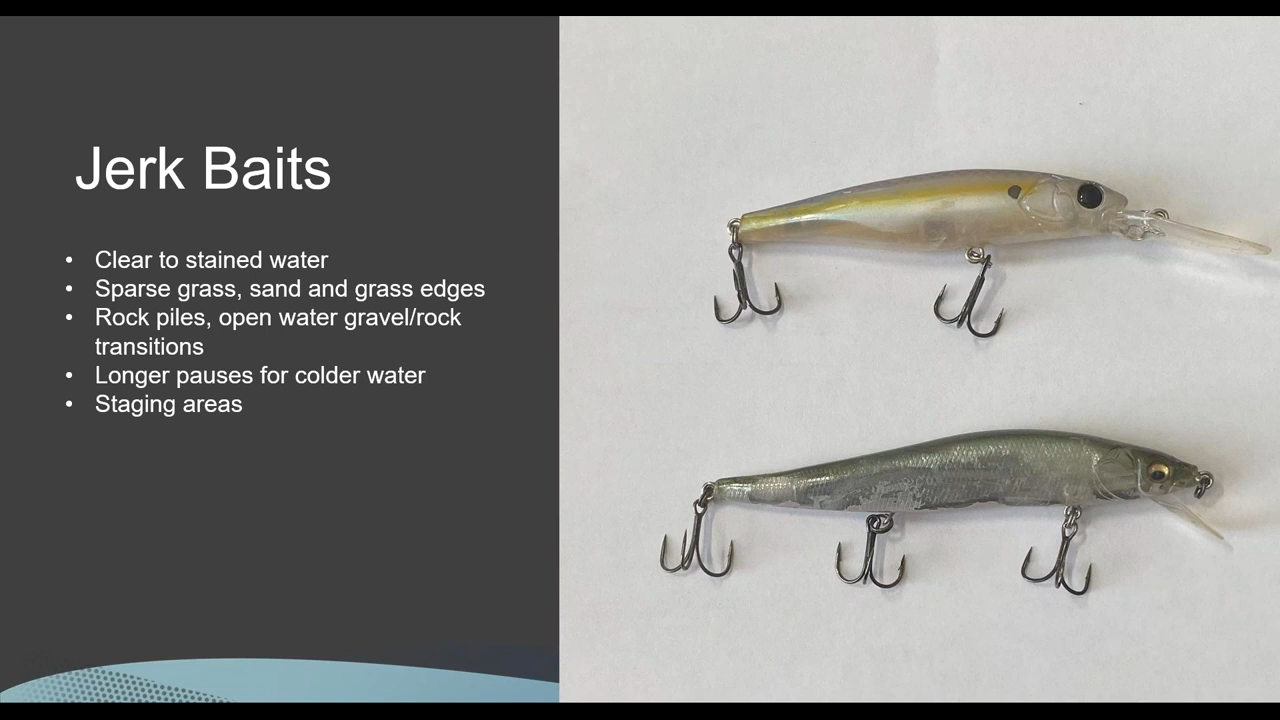 Jerk Baits
• Clear to stained water
• Sparse grass, sand and grass edges
• Rock piles, open water gravel/rock
transitions
• Longer pauses for colder water
• Staging areas